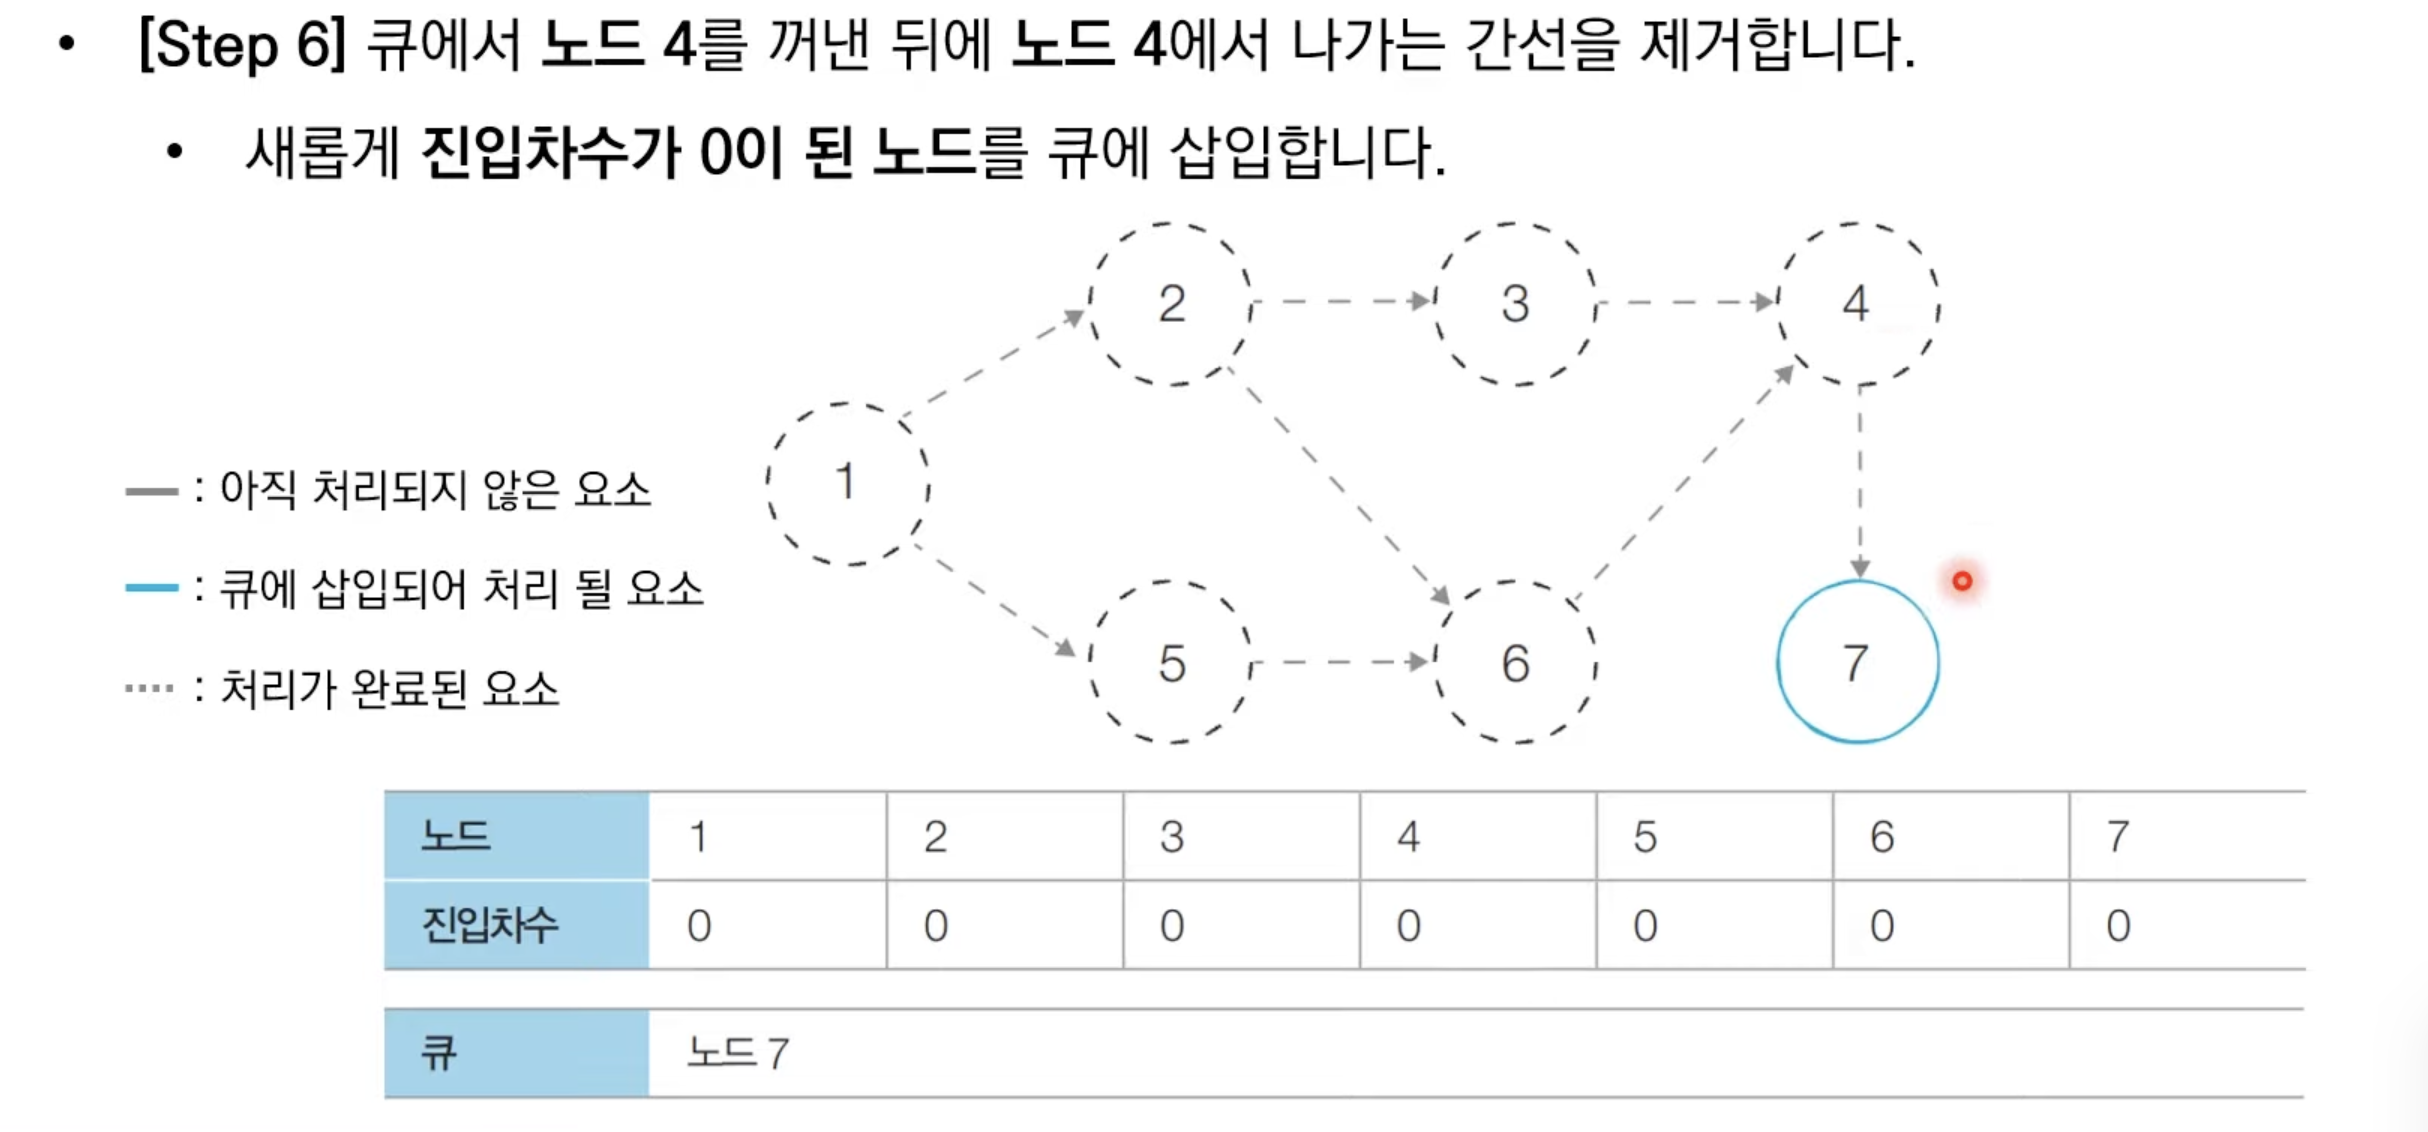 • [Step 6] 큐에서 노드 4를 꺼낸 뒤에 노드 4에서 나가는 간선을 제거합니다.
• 새롭게 진입차수가 0이 된 노드를 큐에 삽입합니다.
2 3 4
1
: 아직 처리되지 않은 요소
: 큐에 삽입되어 처리 될 요소
: 처리가 완료된 요소
5 6 7
노드 1 2 3 4 5 6 7
진입차수 0 0 0 0 0 0 0
큐 노드 7